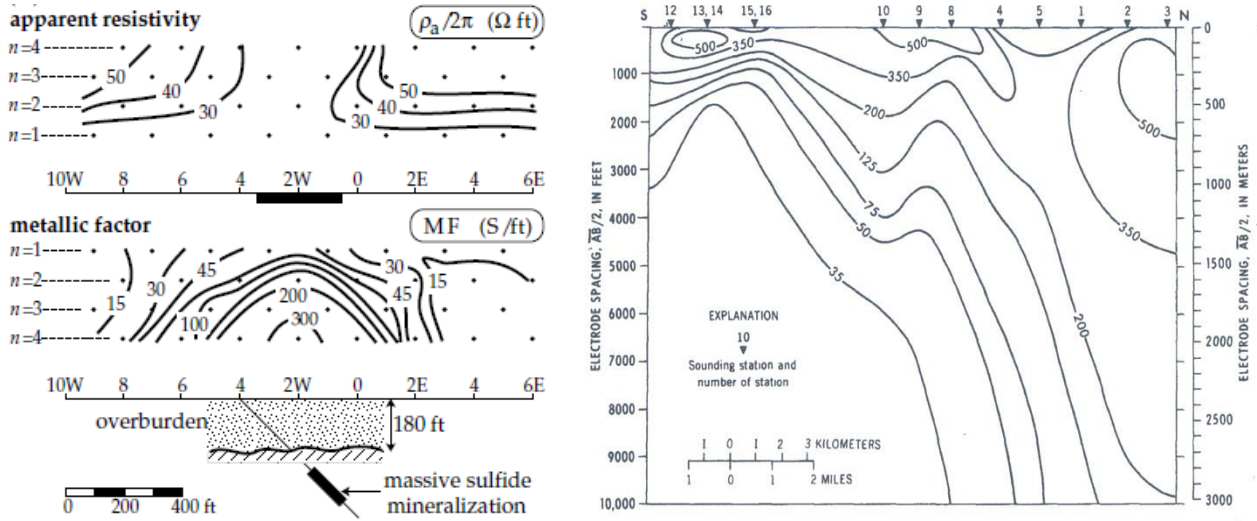 apparent resistivity
ρa/2π (Ω ft)
n=4
n=3
n=2
n=1
50
40
30
30
40
50
10W 8 6 4 2W 0 2E 4 6E
metallic factor
MF (S/ft)
n=1
n=2
n=3
n=4
15
30
45
100
200
300
30
15
45
10W 8 6 4 2W 0 2E 4 6E
overburden
180 ft
massive sulfide
mineralization
0 200 400 ft
S 12 13, 14 15, 16 10 9 8 4 5 1 2 3 N
ELECTRODE SPACING, AB/2, IN FEET
1000
2000
3000
4000
5000
6000
7000
8000
9000
10,000
500
350
500
350
200
125
75
50
35
500
350
200
EXPLANATION
10
Sounding station and
number of station
1 0 1 2 3 KILOMETERS
1 0 1 2 MILES
0
500
1000
1500
2000
2500
3000
ELECTRODE SPACING, AB/2, IN METERS